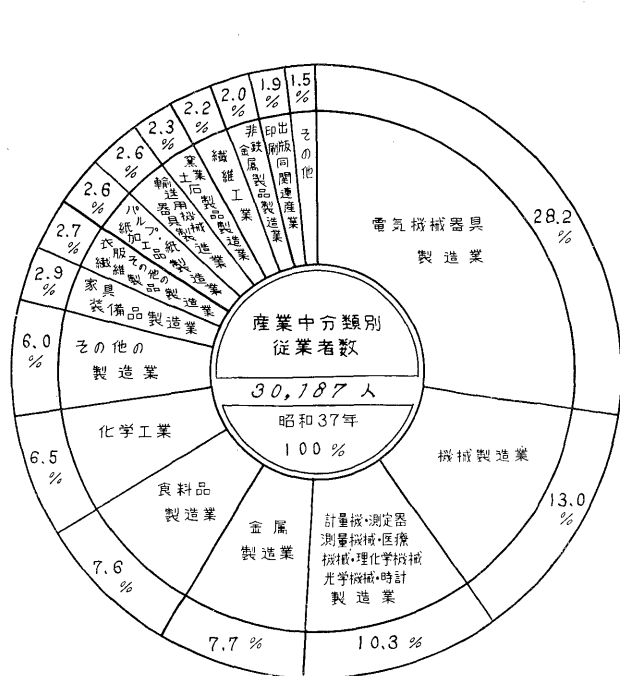 産業中分類別
従業者数
30,187人
昭和37年
100%
電気機械器具
製造業
28.2
%
機械製造業
13.0
%
計量機・測定器
測量機械・医療
機械・理化学機械
光学機械・時計
製造業
10.3%
金属
製造業
7.7%
食料品
製造業
7.6
%
化学工業
6.5
%
その他の
製造業
6.0
%
家具
装備品製造業
2.9
%
衣服その他の
繊維製品製造業
2.7
%
パルプ・紙
紙加工品製造業
2.6
%
輸送用機械
器具製造業
2.6
%
窯業
土石製品製造業
2.3
%
繊維工業
2.2
%
非鉄
金属製品製造業
2.0
%
出版
印刷同関連産業
1.9
%
その他
1.5
%